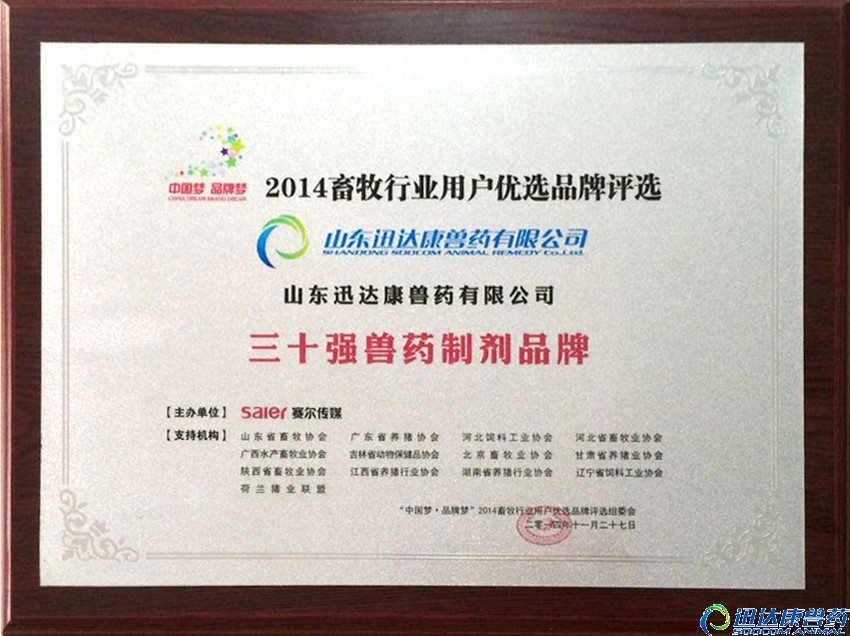 中国梦 品牌梦
CHINA DREAM BRAND DREAM
2014畜牧行业用户优选品牌评选
山东迅达康兽药有限公司
SHANDONG SOOCOM ANIMAL REMEDY Co.Ltd.
山东迅达康兽药有限公司
三十强兽药制剂品牌
【主办单位】 saier 赛尔传媒
【支持机构】 山东省畜牧协会 广东省养猪协会 河北饲料工业协会 河北省畜牧业协会
广西水产畜牧业协会 吉林省动物保健品协会 北京畜牧业协会 甘肃省养猪协会
陕西省畜牧业协会 江西省养猪行业协会 湖南省养猪行业协会 辽宁省饲料工业协会
荷兰猪业联盟
“中国梦·品牌梦”2014畜牧行业用户优选品牌评选组委会
二零一四年十一月二十七日
迅达康兽药
SOOCOM ANIMAL